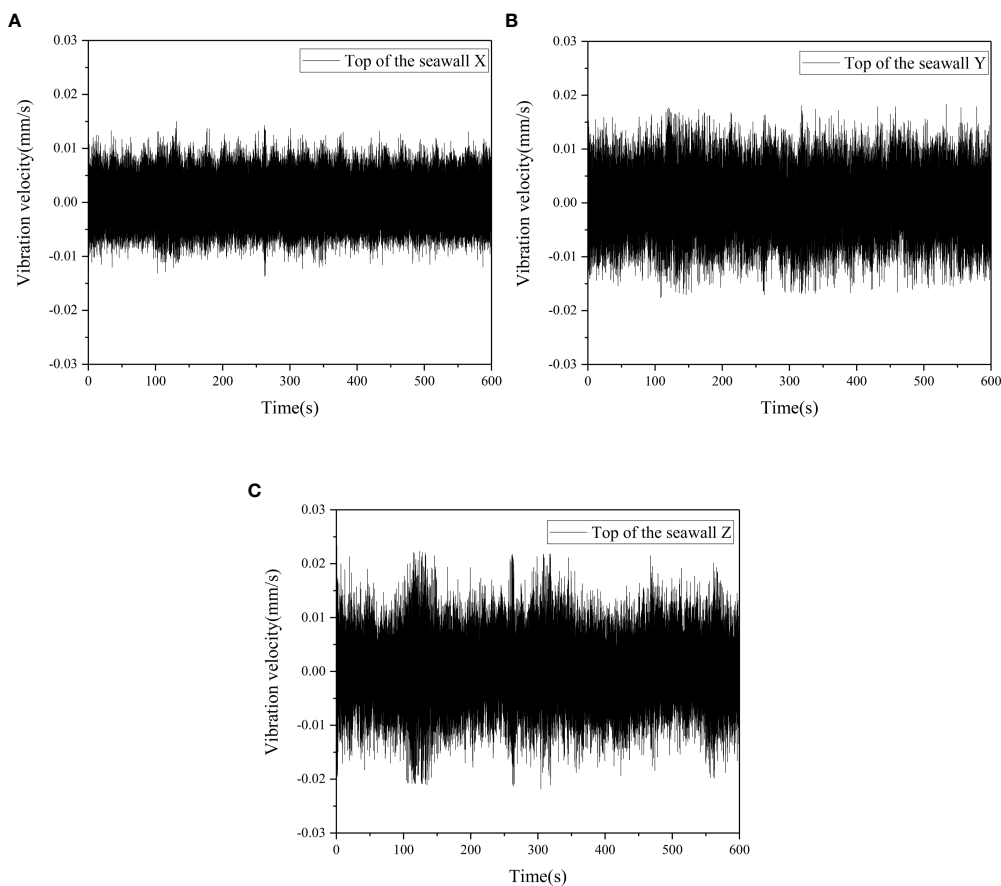 A
Top of the seawall X
Vibration velocity(mm/s)
0.03
0.02
0.01
0.00
-0.01
-0.02
-0.03
0 100 200 300 400 500 600
Time(s)
B
Top of the seawall Y
Vibration velocity(mm/s)
0.03
0.02
0.01
0.00
-0.01
-0.02
-0.03
0 100 200 300 400 500 600
Time(s)
C
Top of the seawall Z
Vibration velocity(mm/s)
0.03
0.02
0.01
0.00
-0.01
-0.02
-0.03
0 100 200 300 400 500 600
Time(s)